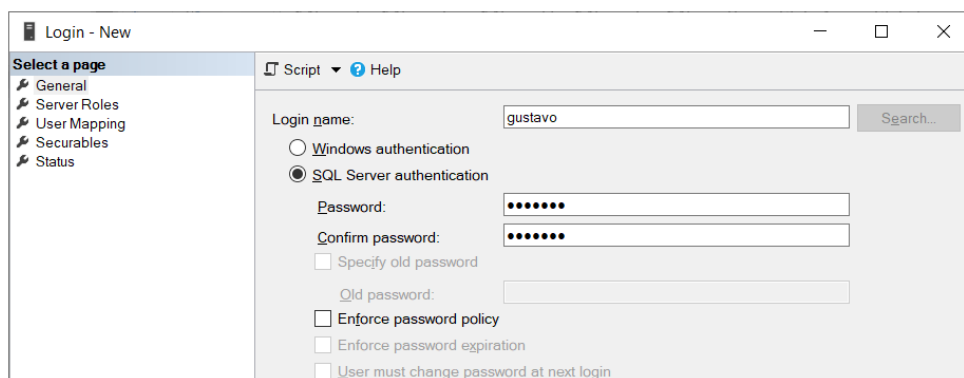 Login - New
Select a page
General
Server Roles
User Mapping
Securables
Status
Script Help
Login name: gustavo Search...
Windows authentication
SQL Server authentication
Password: •••••••
Confirm password: •••••••
Specify old password
Old password:
Enforce password policy
Enforce password expiration
User must change password at next login